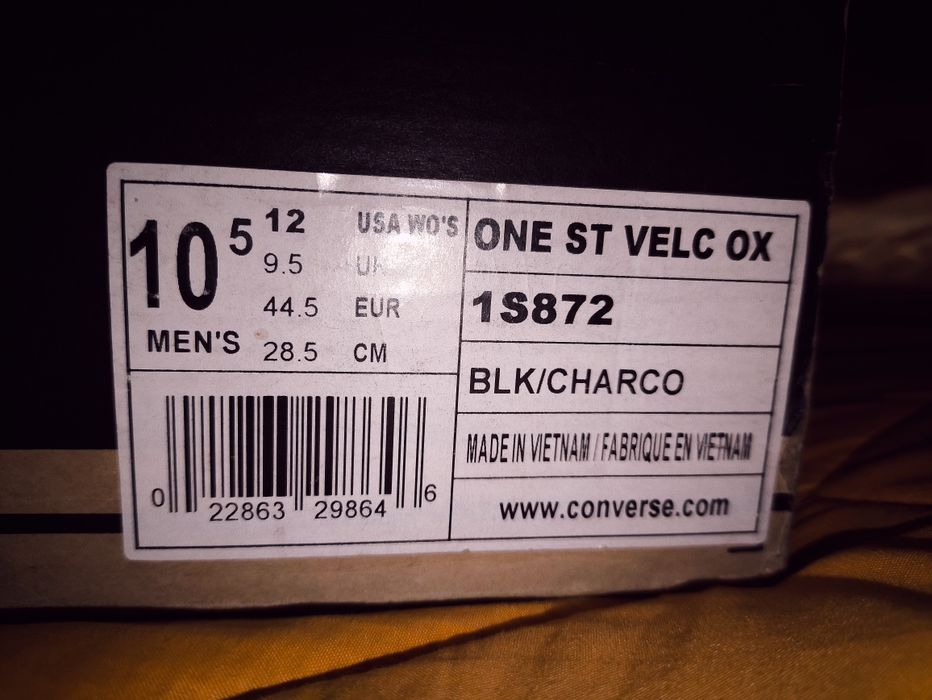 10 5
MEN'S
12 USA WO'S
9.5 UK
44.5 EUR
28.5 CM
ONE ST VELC OX
1S872
BLK/CHARCO
MADE IN VIETNAM / FABRIQUE EN VIETNAM
www.converse.com
0 22863 29864 6